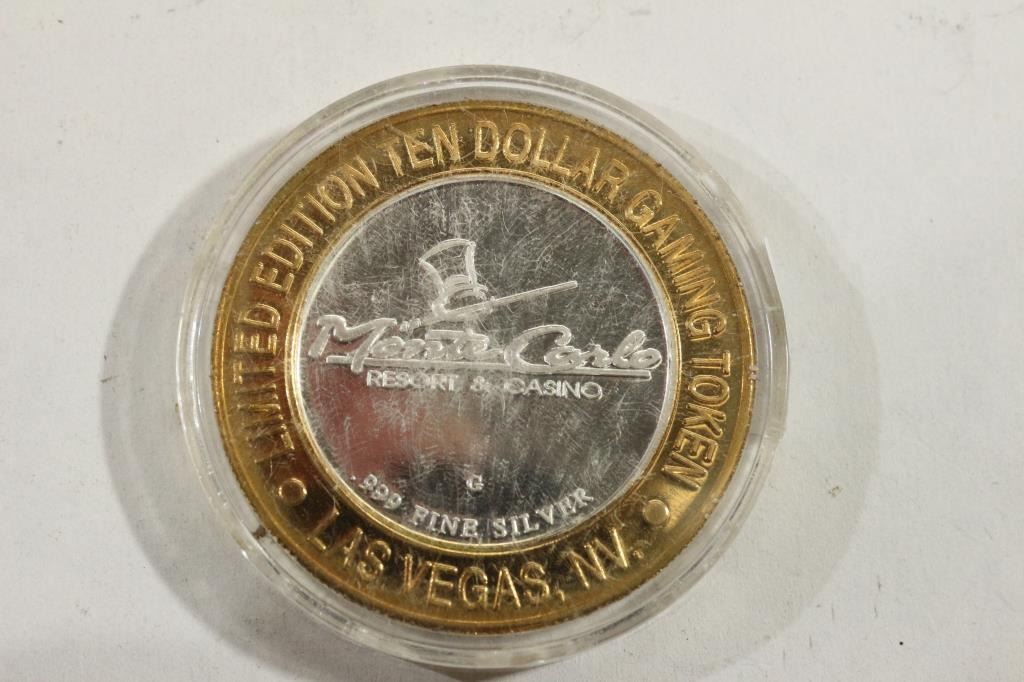 LIMITED EDITION TEN DOLLAR GAMING TOKEN
Monte Carlo
RESORT & CASINO
G
.999 FINE SILVER
LAS VEGAS, NV.